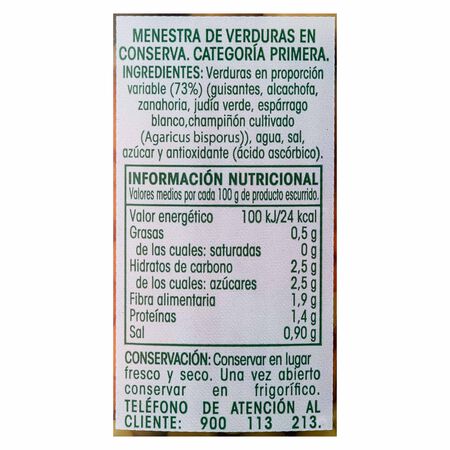 MENESTRA DE VERDURAS EN
CONSERVA. CATEGORÍA PRIMERA.
INGREDIENTES: Verduras en proporción
variable (73%) (guisantes, alcachofa,
zanahoria, judía verde, espárrago
blanco,champiñón cultivado
(Agaricus bisporus)), agua, sal,
azúcar y antioxidante (ácido ascórbico).
INFORMACIÓN NUTRICIONAL
Valores medios por cada 100 g de producto escurrido.
Valor energético 100 kJ/24 kcal
Grasas 0,5 g
de las cuales: saturadas 0 g
Hidratos de carbono 2,5 g
de los cuales: azúcares 2,5 g
Fibra alimentaria 1,9 g
Proteínas 1,4 g
Sal 0,90 g
CONSERVACIÓN: Conservar en lugar
fresco y seco. Una vez abierto
conservar en frigorífico.
TELÉFONO DE ATENCIÓN AL
CLIENTE: 900 113 213.